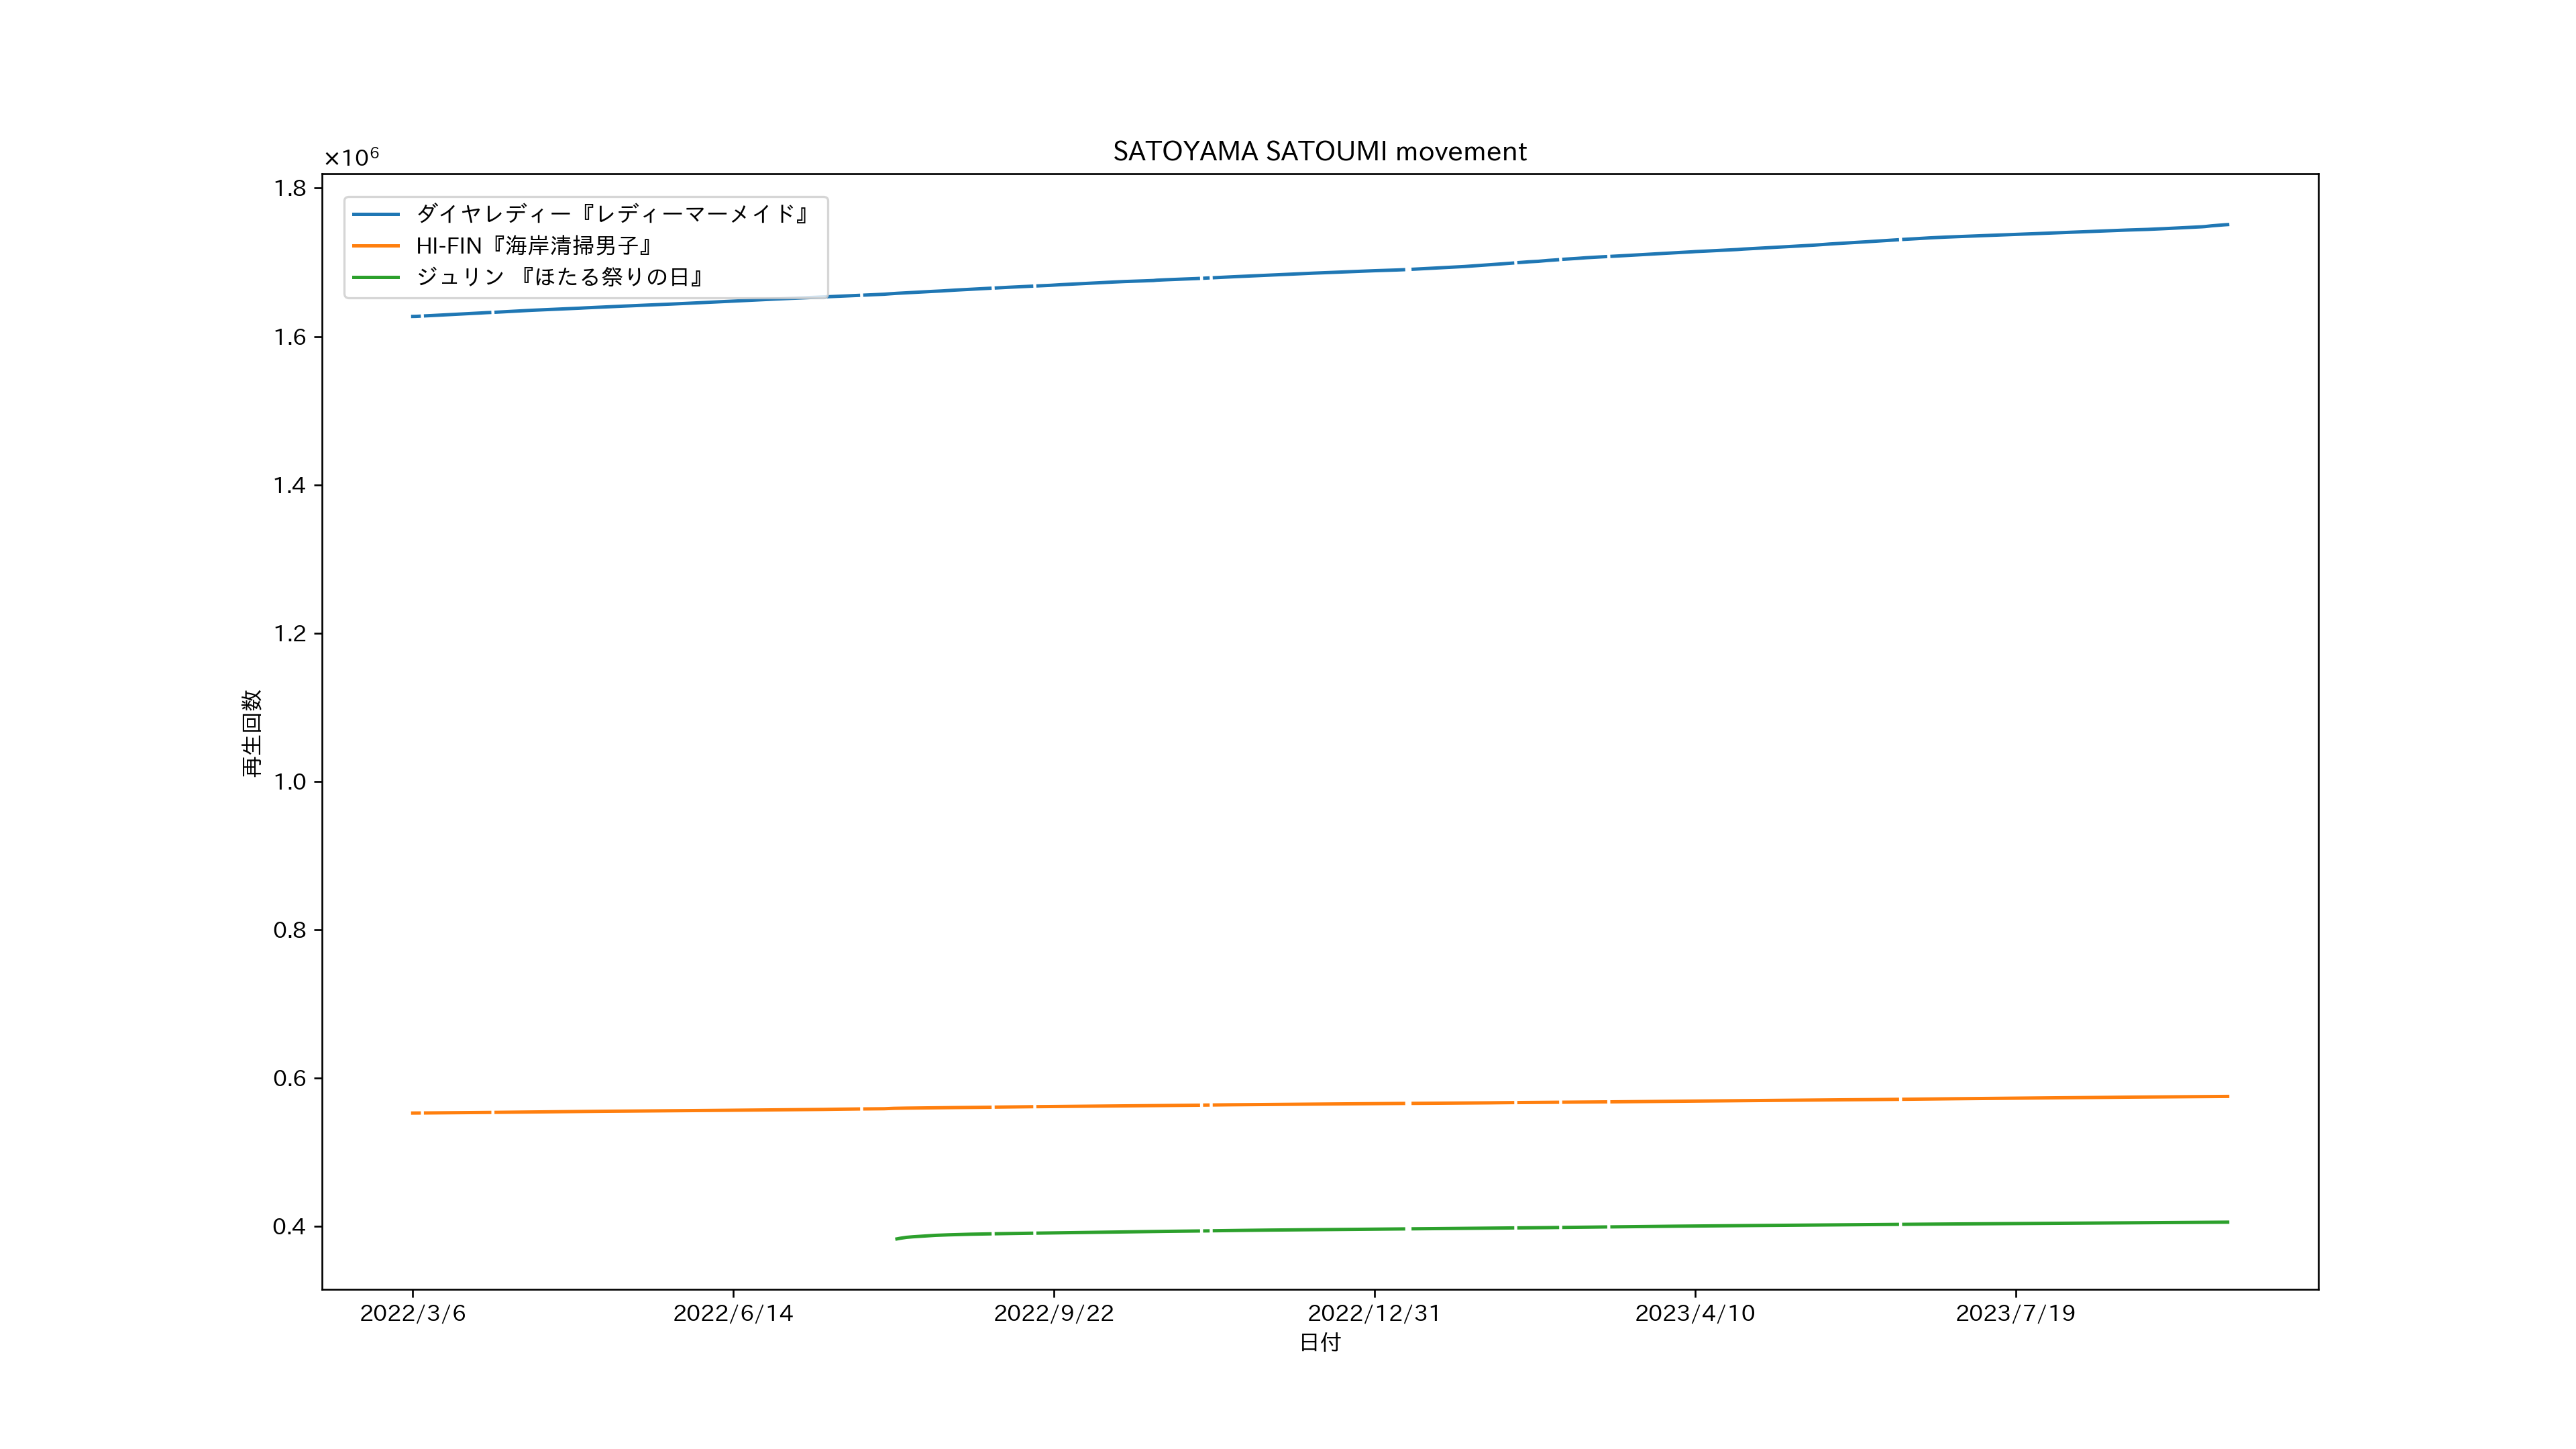 SATOYAMA SATOUMI movement
×10⁶
ダイヤレディー『レディーマーメイド』
HI-FIN『海岸清掃男子』
ジュリン 『ほたる祭りの日』
1.8
1.6
1.4
1.2
1.0
0.8
0.6
0.4
再生回数
2022/3/6
2022/6/14
2022/9/22
2022/12/31
2023/4/10
2023/7/19
日付